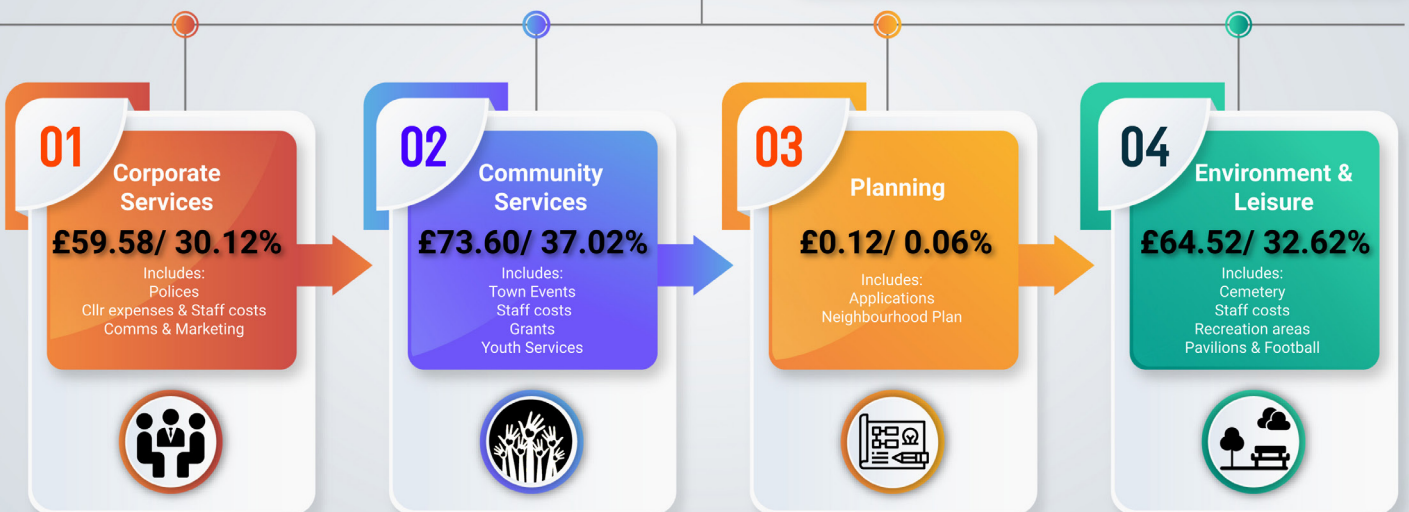 01
Corporate
Services
£59.58/ 30.12%
Includes:
Polices
Cllr expenses & Staff costs
Comms & Marketing
02
Community
Services
£73.60/ 37.02%
Includes:
Town Events
Staff costs
Grants
Youth Services
03
Planning
£0.12/ 0.06%
Includes:
Applications
Neighbourhood Plan
04
Environment &
Leisure
£64.52/ 32.62%
Includes:
Cemetery
Staff costs
Recreation areas
Pavilions & Football